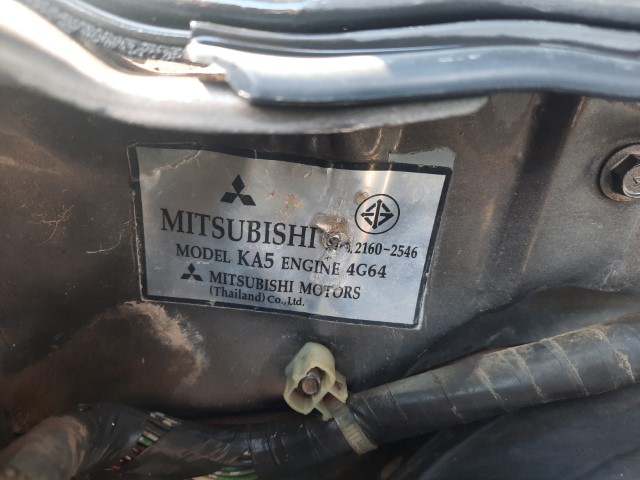 MITSUBISHI
2160-2546
MODEL KA5 ENGINE 4G64
MITSUBISHI MOTORS
(Thailand) Co.,Ltd.